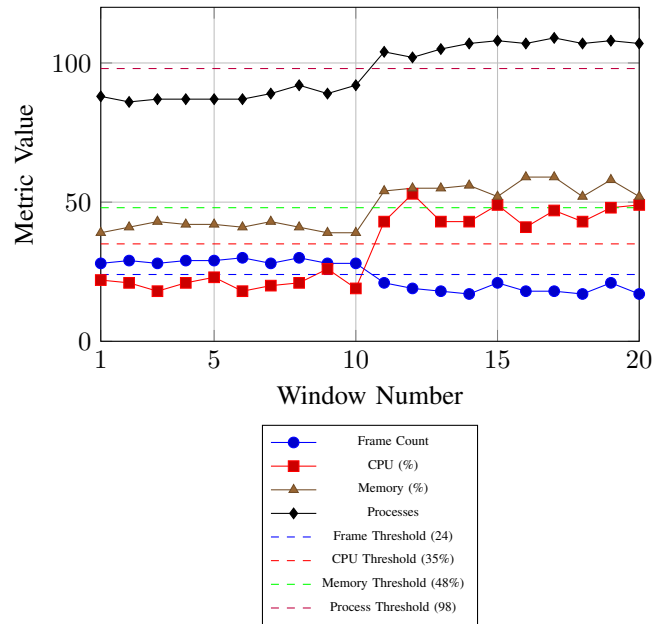 100
50
0
Metric Value
1 5 10 15 20
Window Number
Frame Count
CPU (%)
Memory (%)
Processes
Frame Threshold (24)
CPU Threshold (35%)
Memory Threshold (48%)
Process Threshold (98)